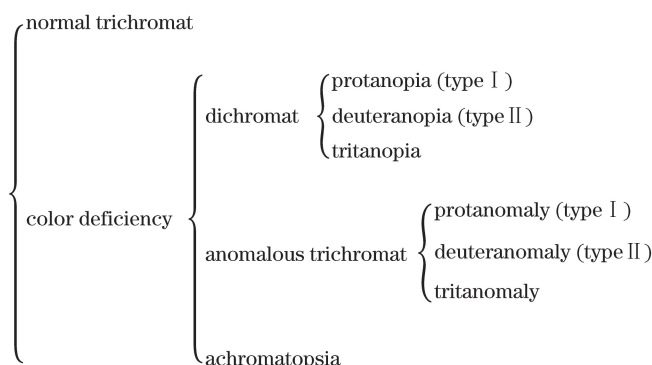 normal trichromat
protanopia (type Ⅰ)
dichromat
deuteranopia (type Ⅱ)
tritanopia
color deficiency
protanomaly (type Ⅰ)
anomalous trichromat
deuteranomaly (type Ⅱ)
tritanomaly
achromatopsia